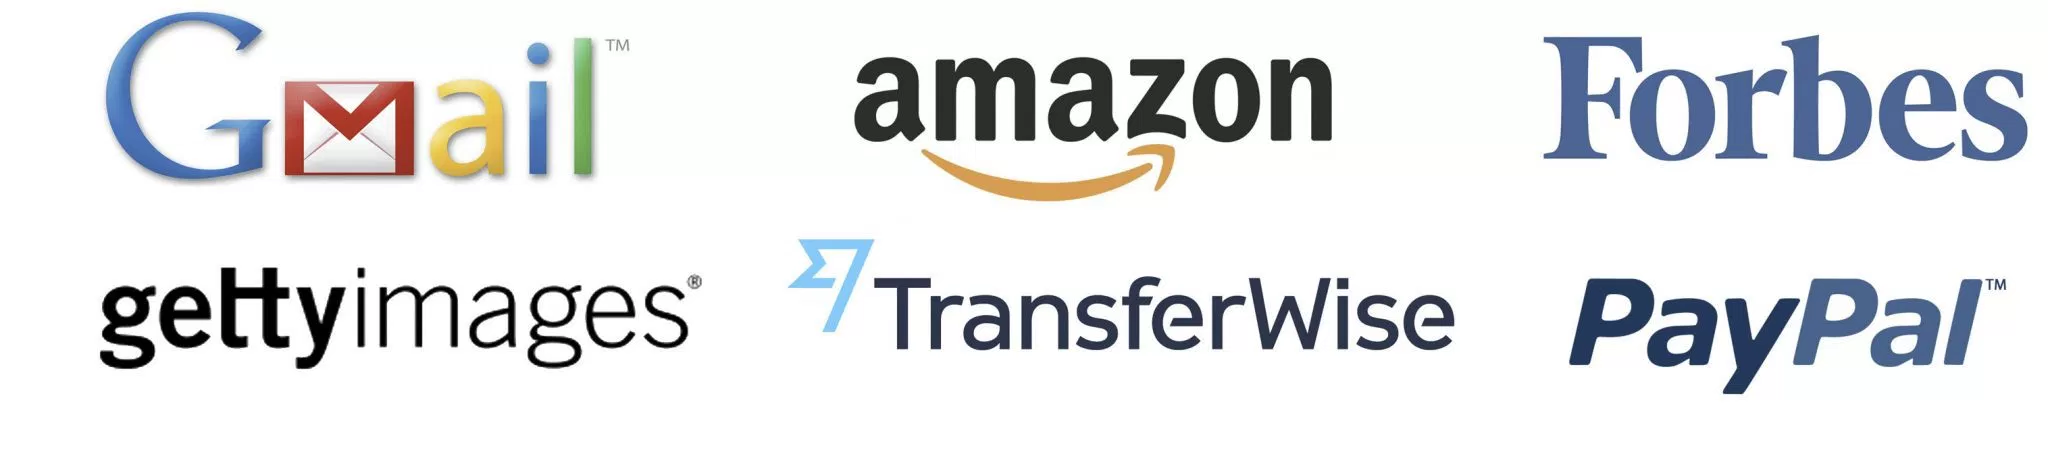 Gmail™ amazon Forbes
gettyimages® TransferWise PayPal™